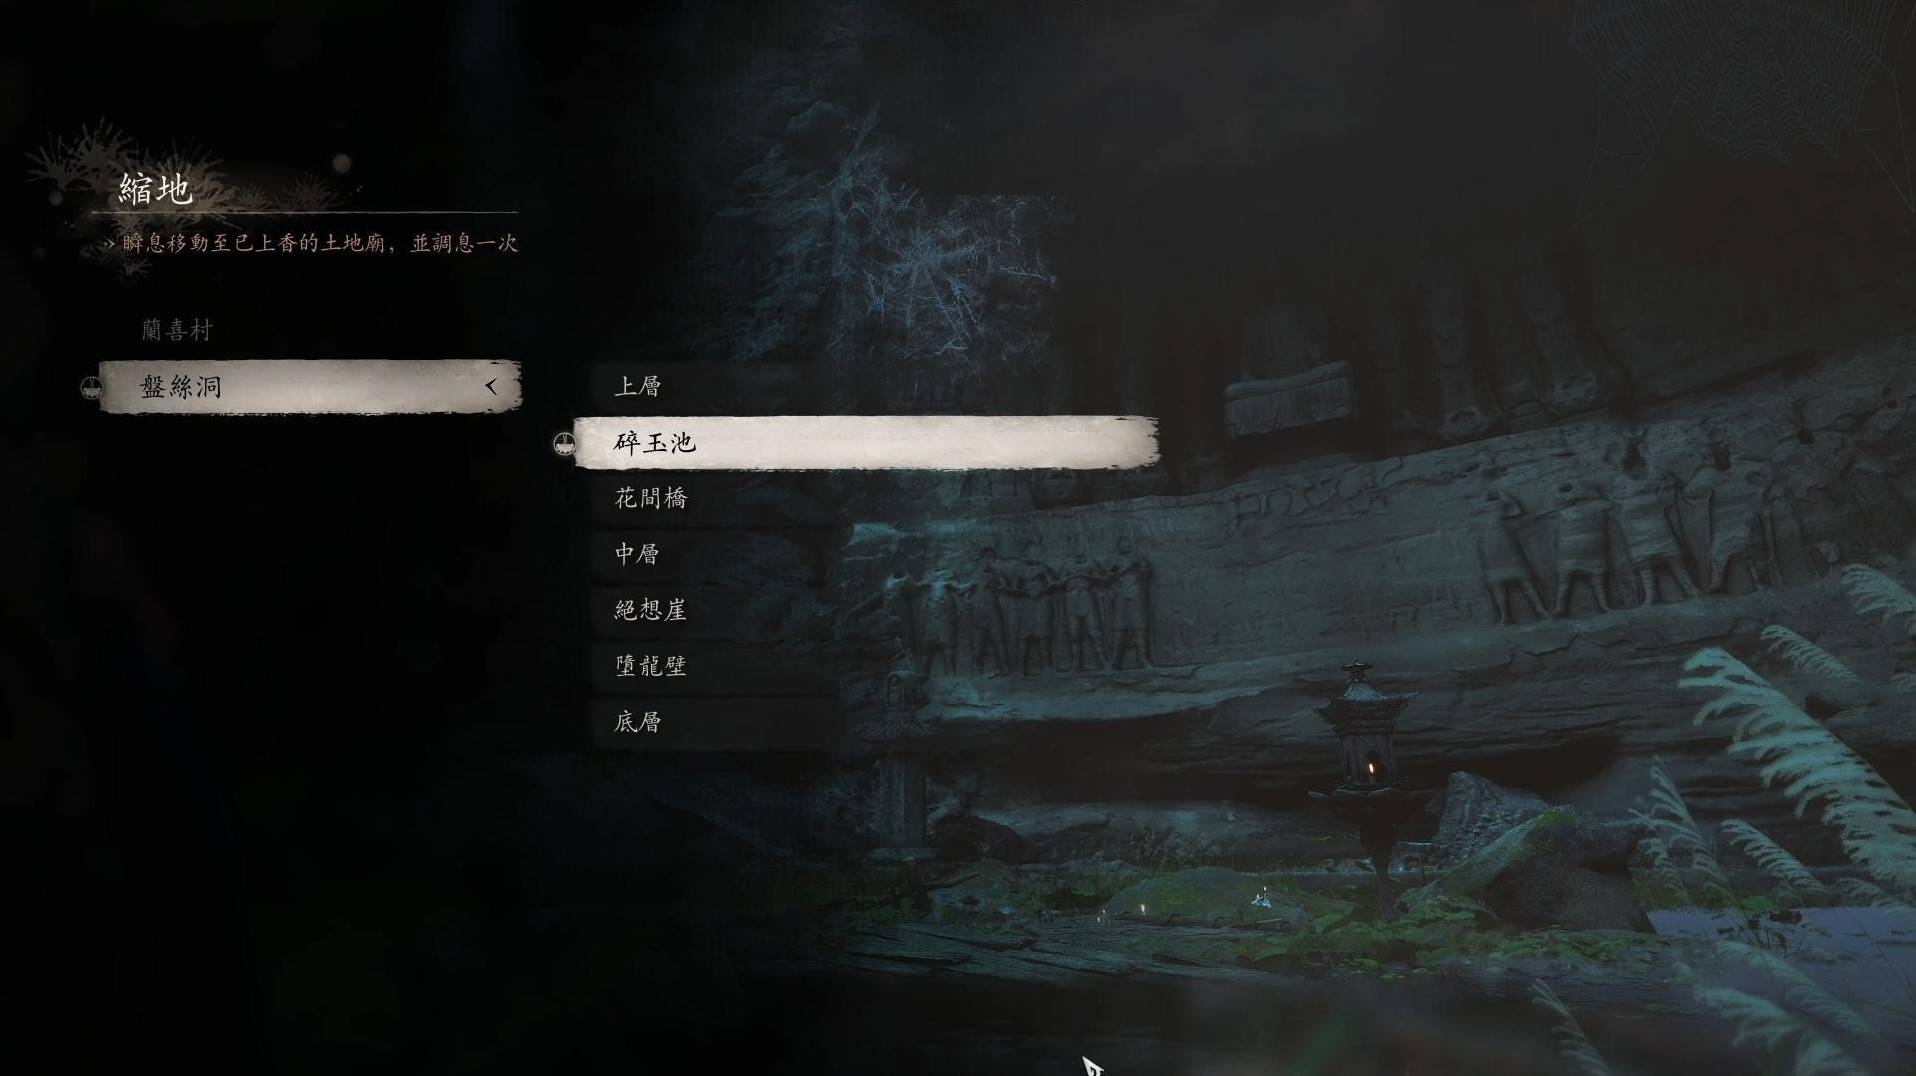 縮地
瞬息移動至已上香的土地廟，並調息一次
蘭喜村
盤絲洞
上層
碎玉池
花間橋
中層
絕想崖
墮龍壁
底層